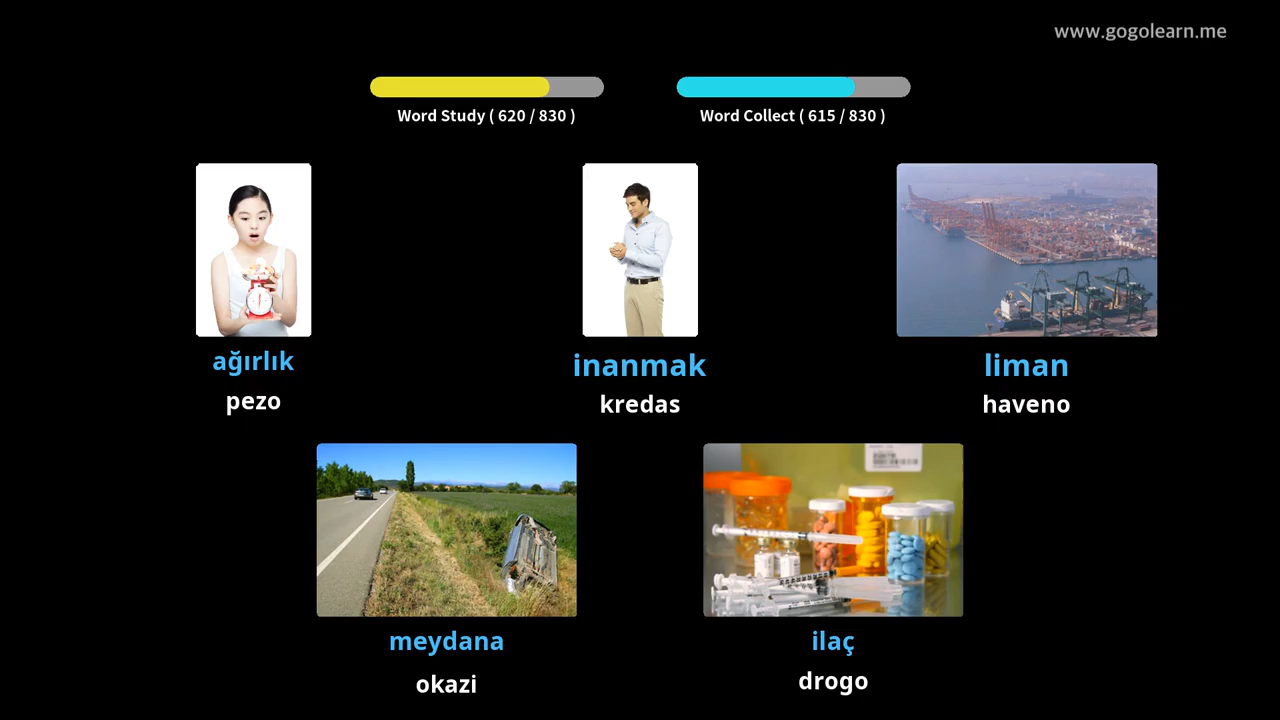 www.gogolearn.me
Word Study ( 620 / 830 )
Word Collect ( 615 / 830 )
ağırlık
pezo
inanmak
kredas
liman
haveno
meydana
okazi
ilaç
drogo